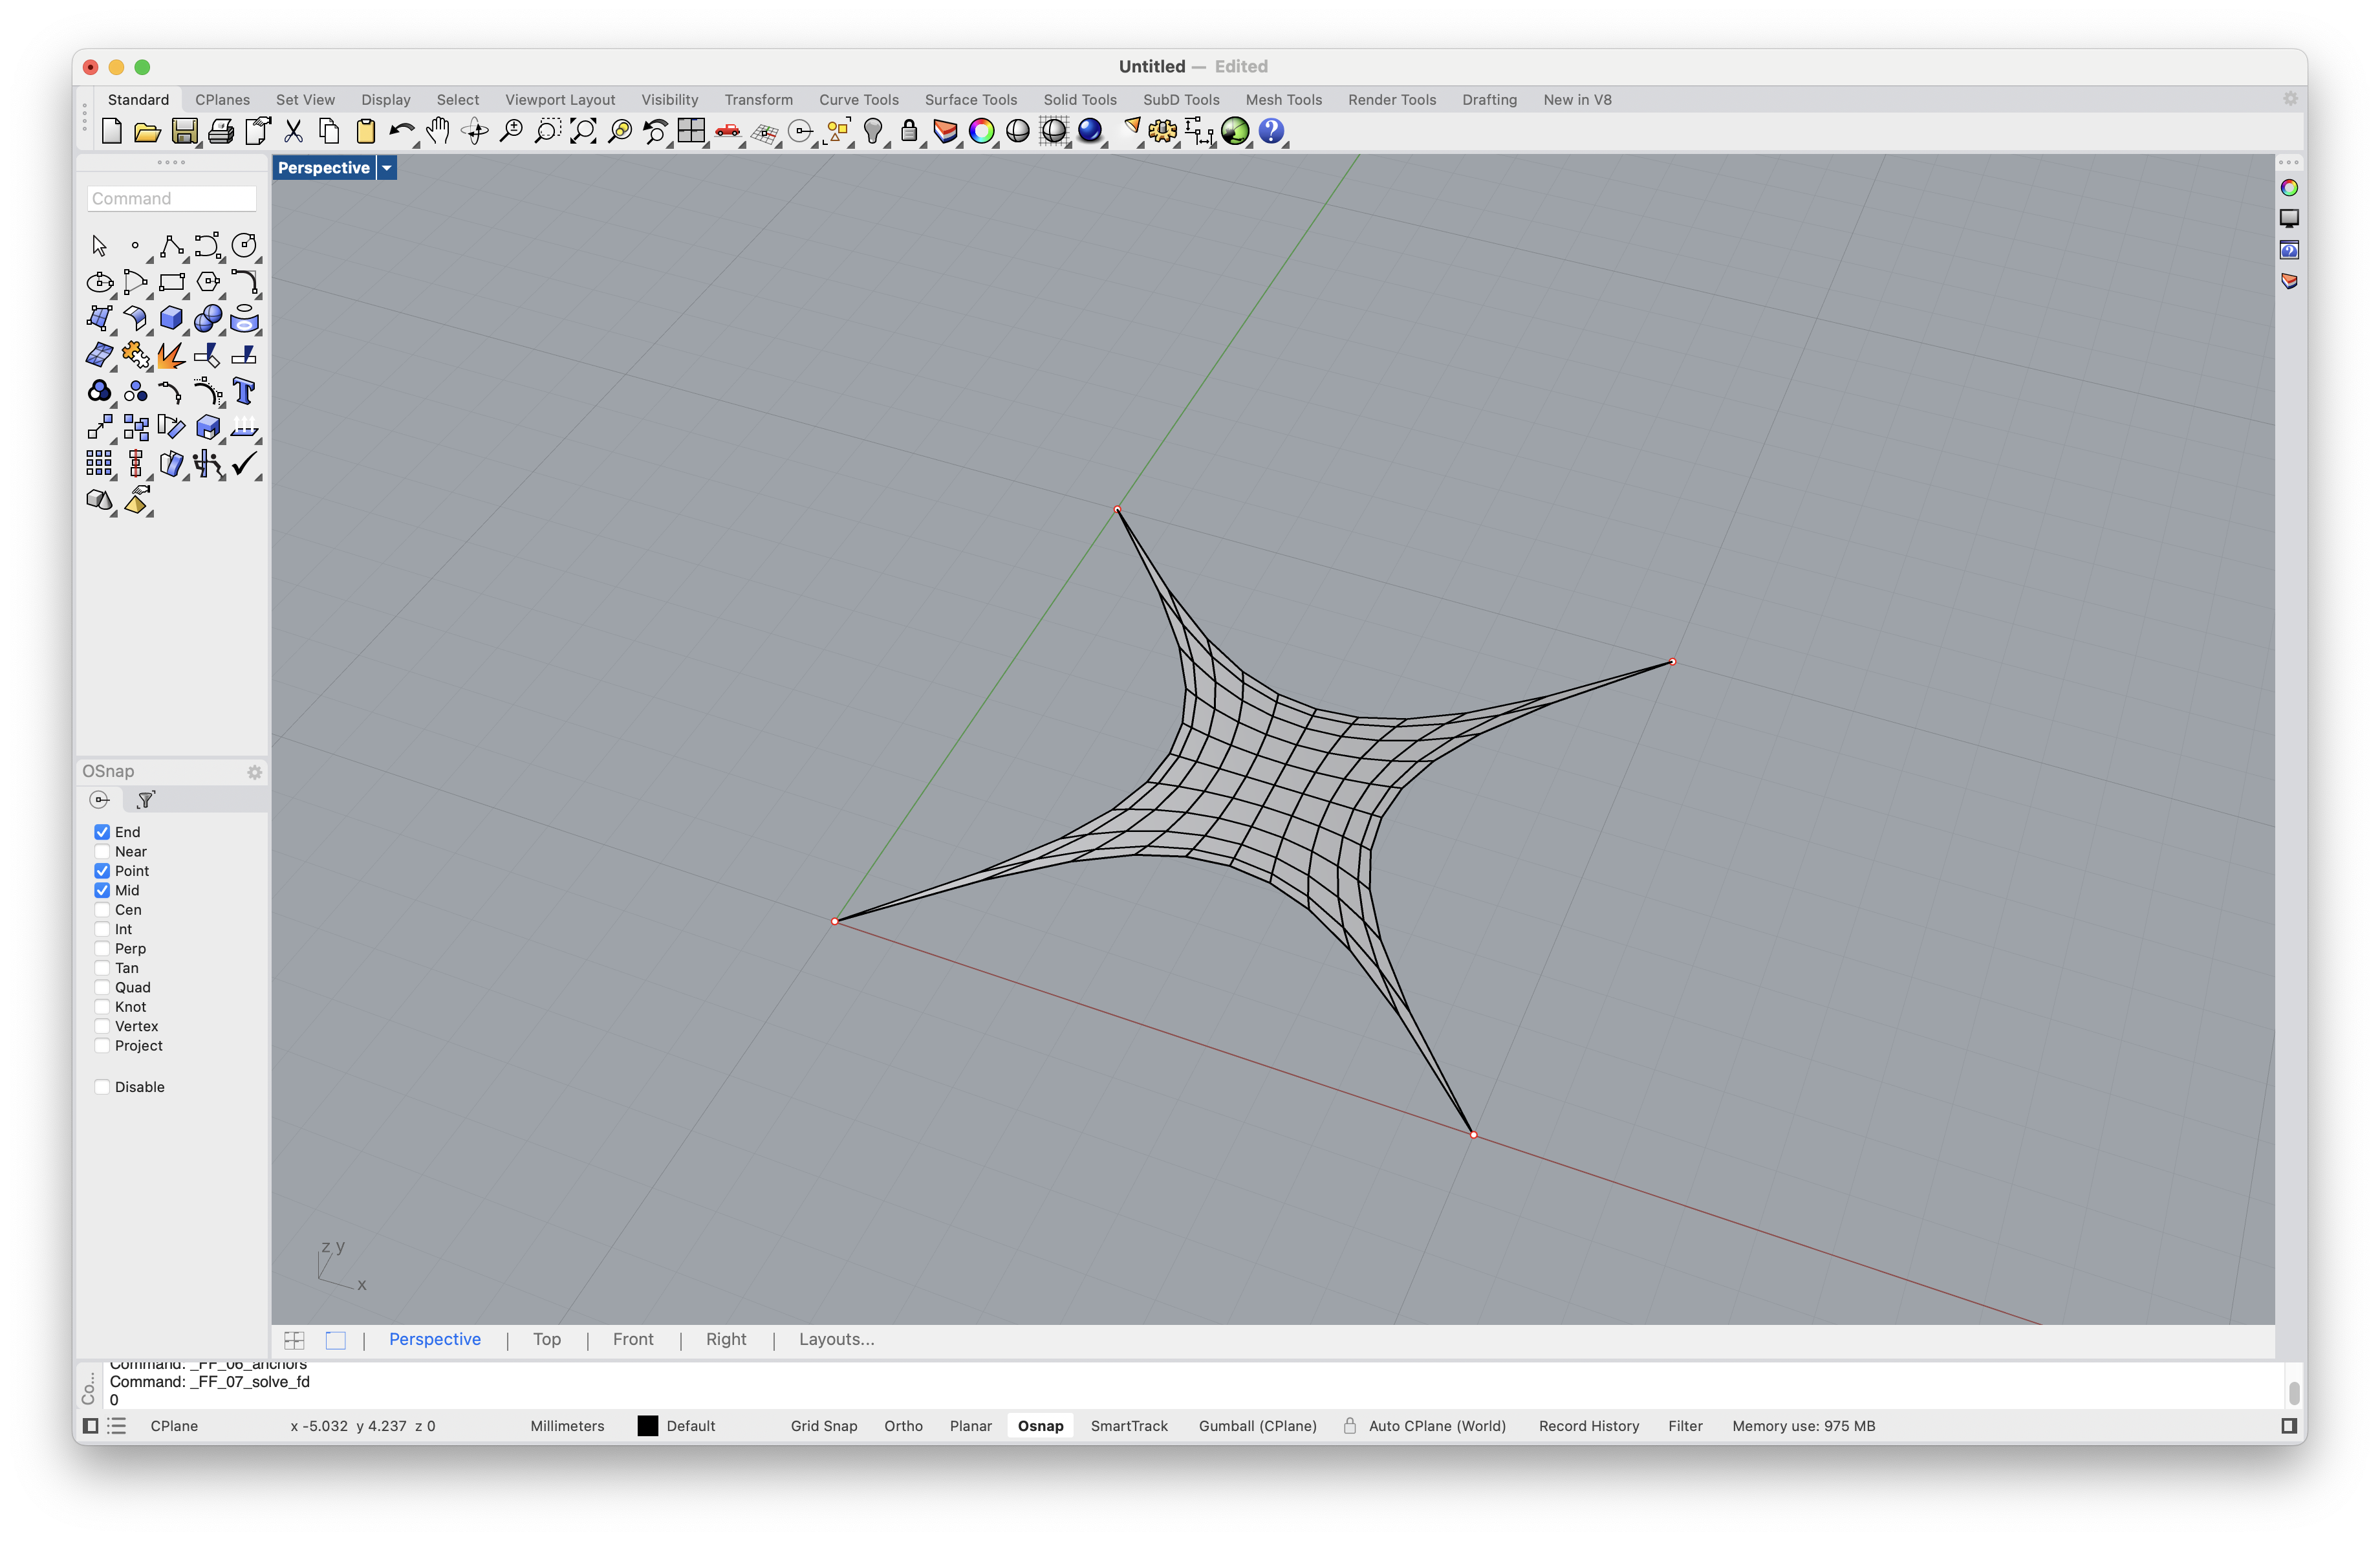 Untitled — Edited
Standard CPlanes Set View Display Select Viewport Layout Visibility Transform Curve Tools Surface Tools Solid Tools SubD Tools Mesh Tools Render Tools Drafting New in V8
Perspective
Command
OSnap
End
Near
Point
Mid
Cen
Int
Perp
Tan
Quad
Knot
Vertex
Project
Disable
z y
x
Perspective | Top | Front | Right | Layouts...
Co...
Command: _FF_06_anchors
Command: _FF_07_solve_fd
0
CPlane x -5.032 y 4.237 z 0 Millimeters Default Grid Snap Ortho Planar Osnap SmartTrack Gumball (CPlane) Auto CPlane (World) Record History Filter Memory use: 975 MB